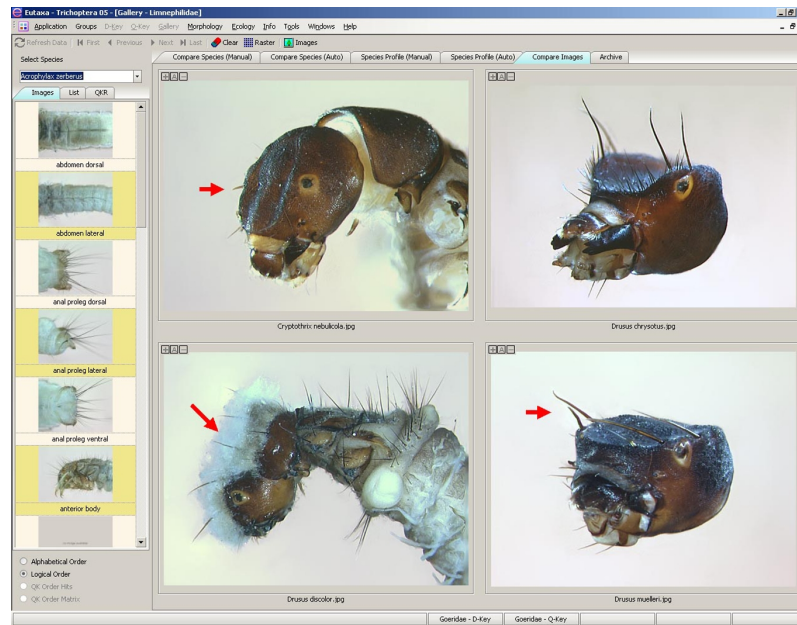 Eutaxa - Trichoptera 05 - [Gallery - Limnephilidae]
Application Groups D-Key Q-Key Gallery Morphology Ecology Info Tools Windows Help
Refresh Data First Previous Next Last Clear Raster Images
Select Species
Compare Species (Manual) Compare Species (Auto) Species Profile (Manual) Species Profile (Auto) Compare Images Archive
Acrophylax zerberus
Images List QKR
abdomen dorsal
abdomen lateral
anal proleg dorsal
anal proleg lateral
anal proleg ventral
anterior body
Cryptothrix nebulicola.jpg
Drusus chrysotus.jpg
Drusus discolor.jpg
Drusus muelleri.jpg
Alphabetical Order
Logical Order
QK Order Hits
QK Order Matrix
Goeridae - D-Key Goeridae - Q-Key